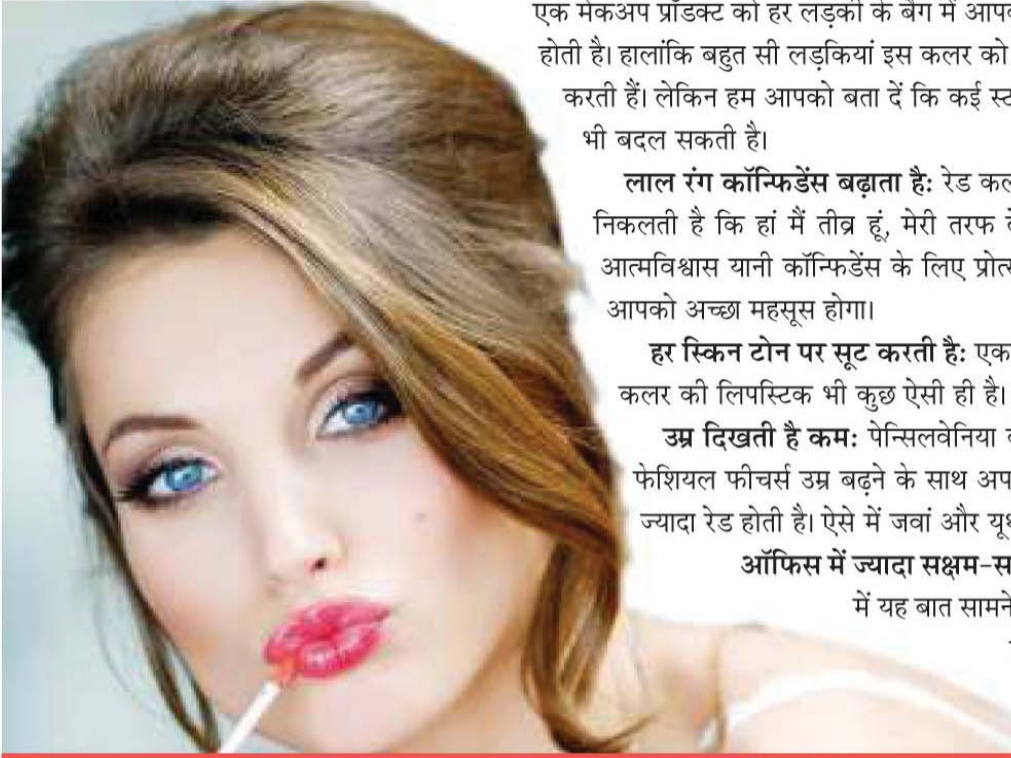 एक मेकअप प्रॉडक्ट को हर लड़की के बैग में
होती है। हालांकि बहुत सी लड़कियां इस कलर को
करती हैं। लेकिन हम आपको बता दें कि कई
भी बदल सकती है।
लाल रंग कॉन्फिडेंस बढ़ाता है: रेड
निकलती है कि हां मैं तीव्र हूं, मेरी तरफ
आत्मविश्वास यानी कॉन्फिडेंस के लिए
आपको अच्छा महसूस होगा।
हर स्किन टोन पर सूट करती है: एक
कलर की लिपस्टिक भी कुछ ऐसी ही है।
उम्र दिखती है कम: पेन्सिलवेनिया
फेशियल फीचर्स उम्र बढ़ने के साथ
ज्यादा रेड होती है। ऐसे में जवां और
ऑफिस में ज्यादा सक्षम-
में यह बात सामने